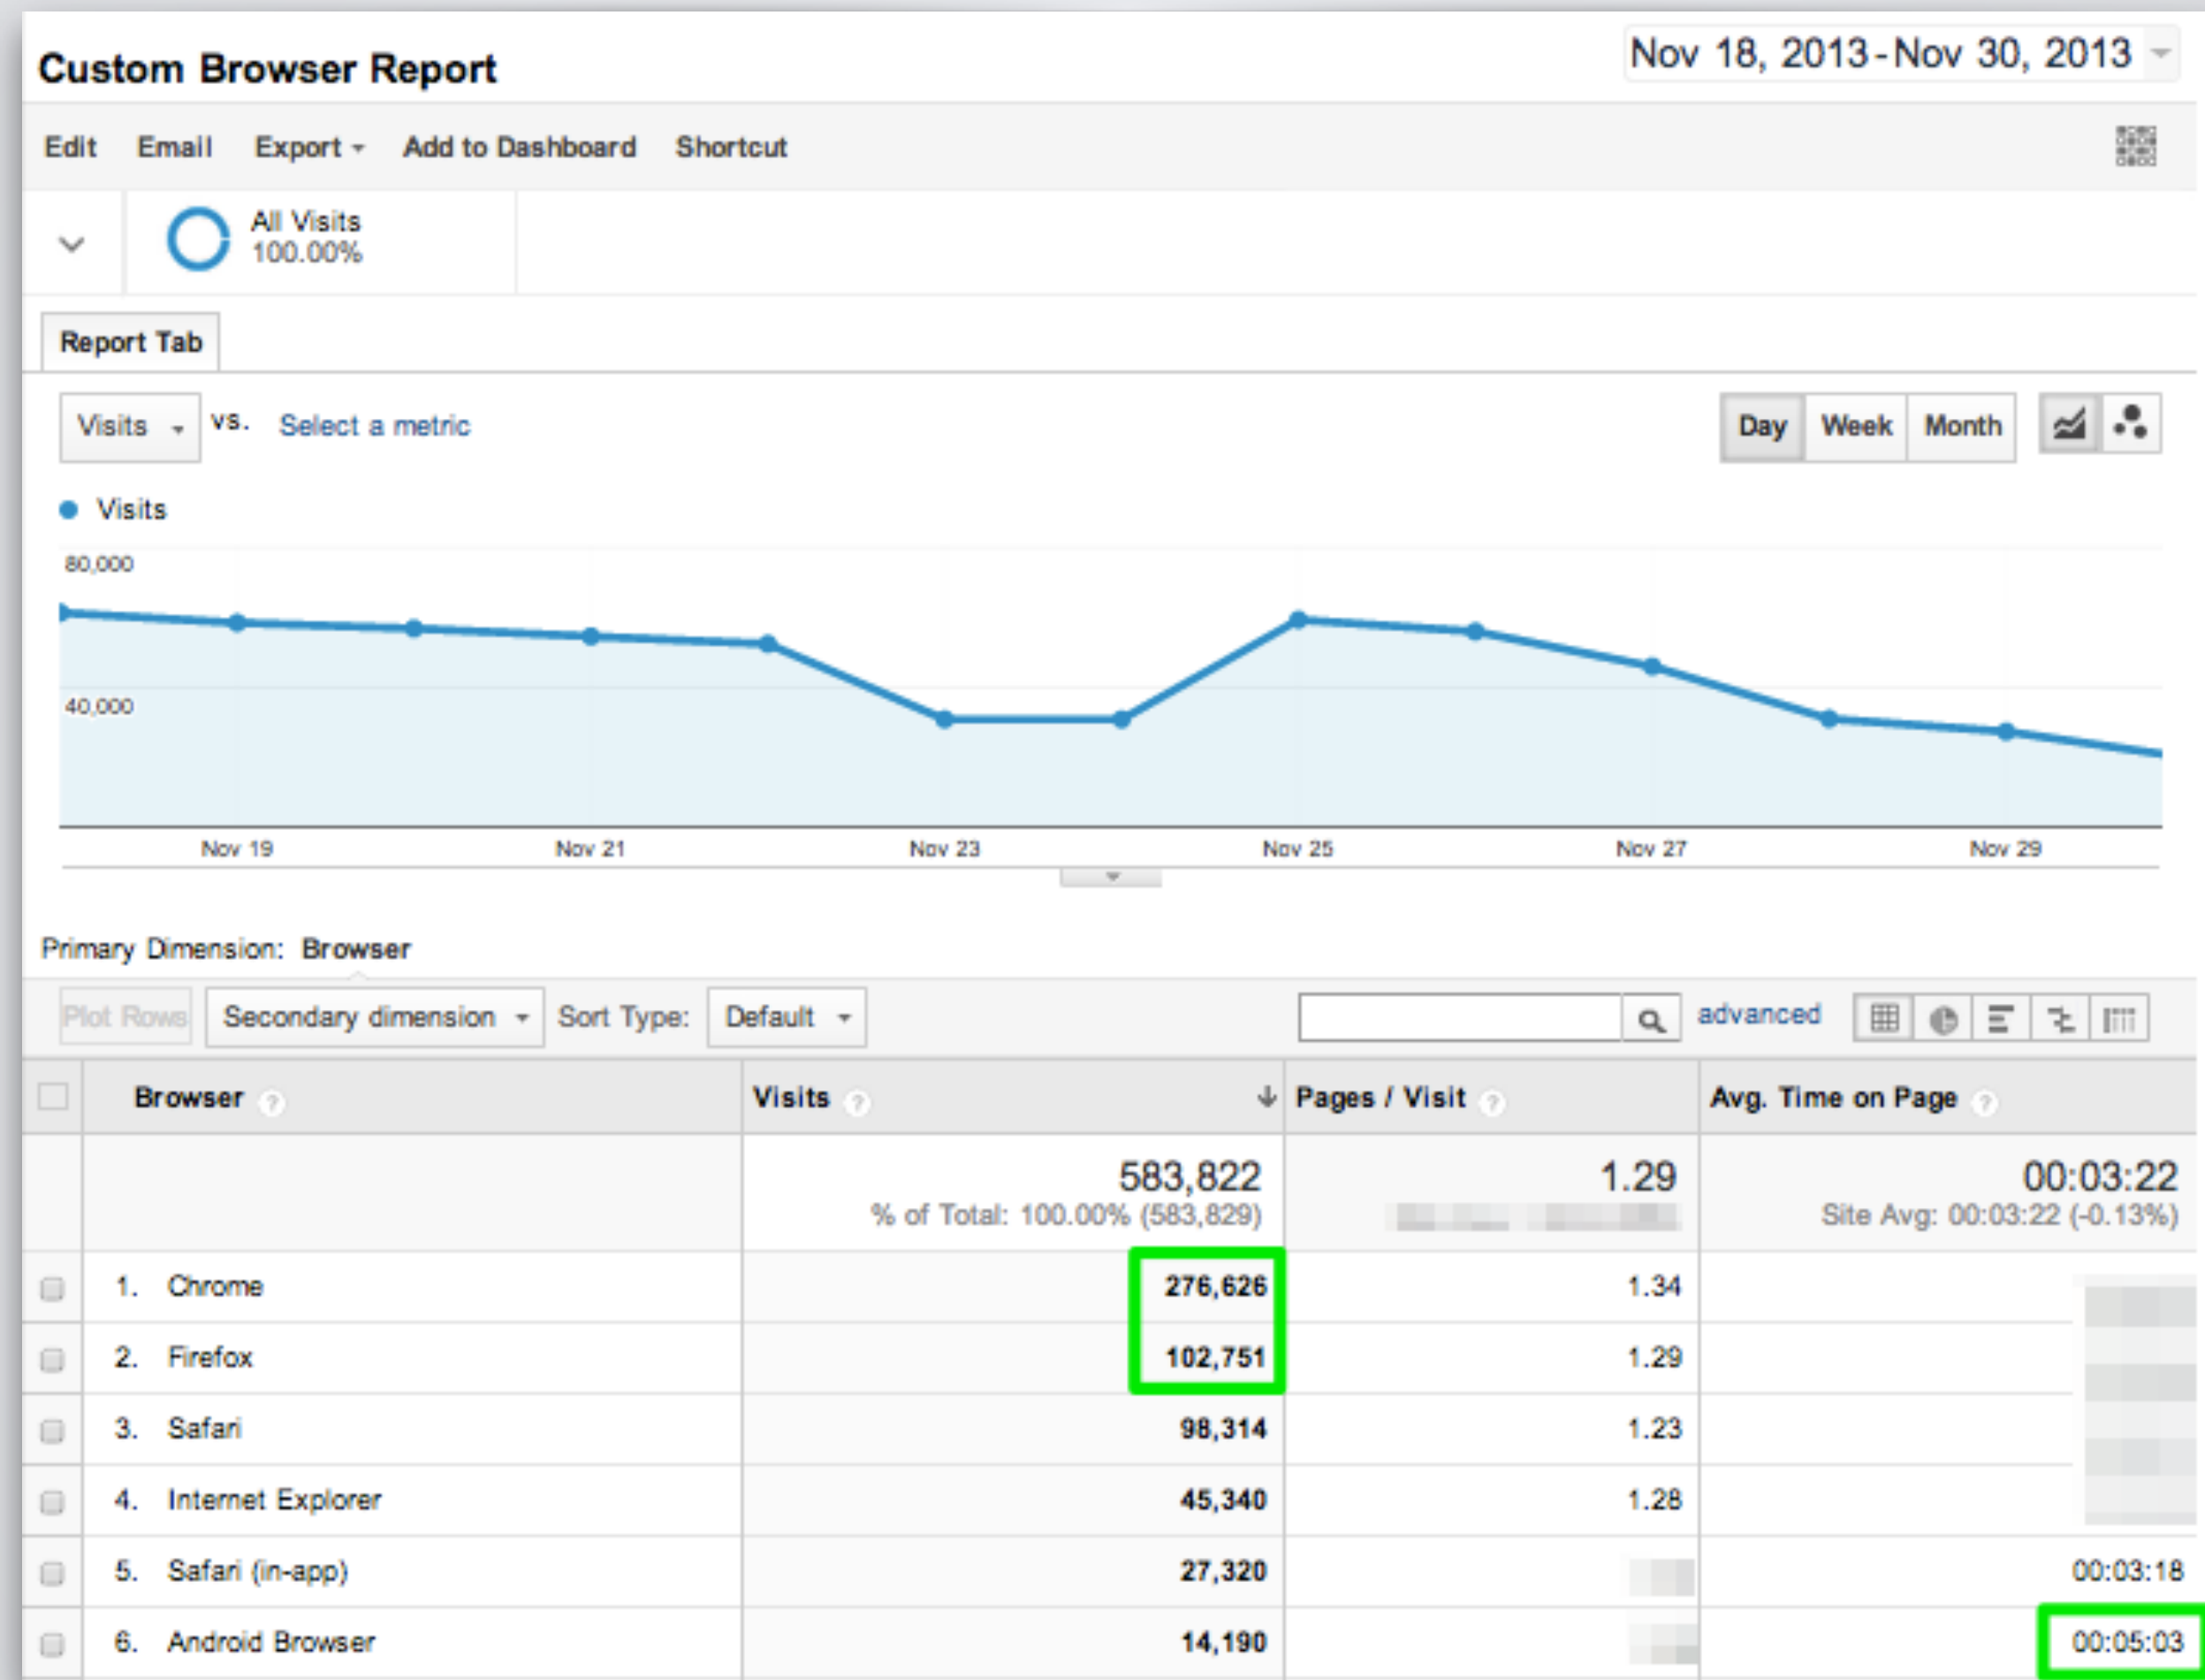 Custom Browser Report
Nov 18, 2013 - Nov 30, 2013
Edit Email Export Add to Dashboard Shortcut
All Visits
100.00%
Report Tab
Visits vs. Select a metric
Day Week Month
Visits
80,000
40,000
Nov 19 Nov 21 Nov 23 Nov 25 Nov 27 Nov 29
Primary Dimension: Browser
Plot Rows Secondary dimension Sort Type: Default advanced
Browser ? Visits ? Pages / Visit ? Avg. Time on Page ?
583,822 1.29 00:03:22
% of Total: 100.00% (583,829) Site Avg: 00:03:22 (-0.13%)
1. Chrome 276,626 1.34
2. Firefox 102,751 1.29
3. Safari 98,314 1.23
4. Internet Explorer 45,340 1.28
5. Safari (in-app) 27,320 00:03:18
6. Android Browser 14,190 00:05:03